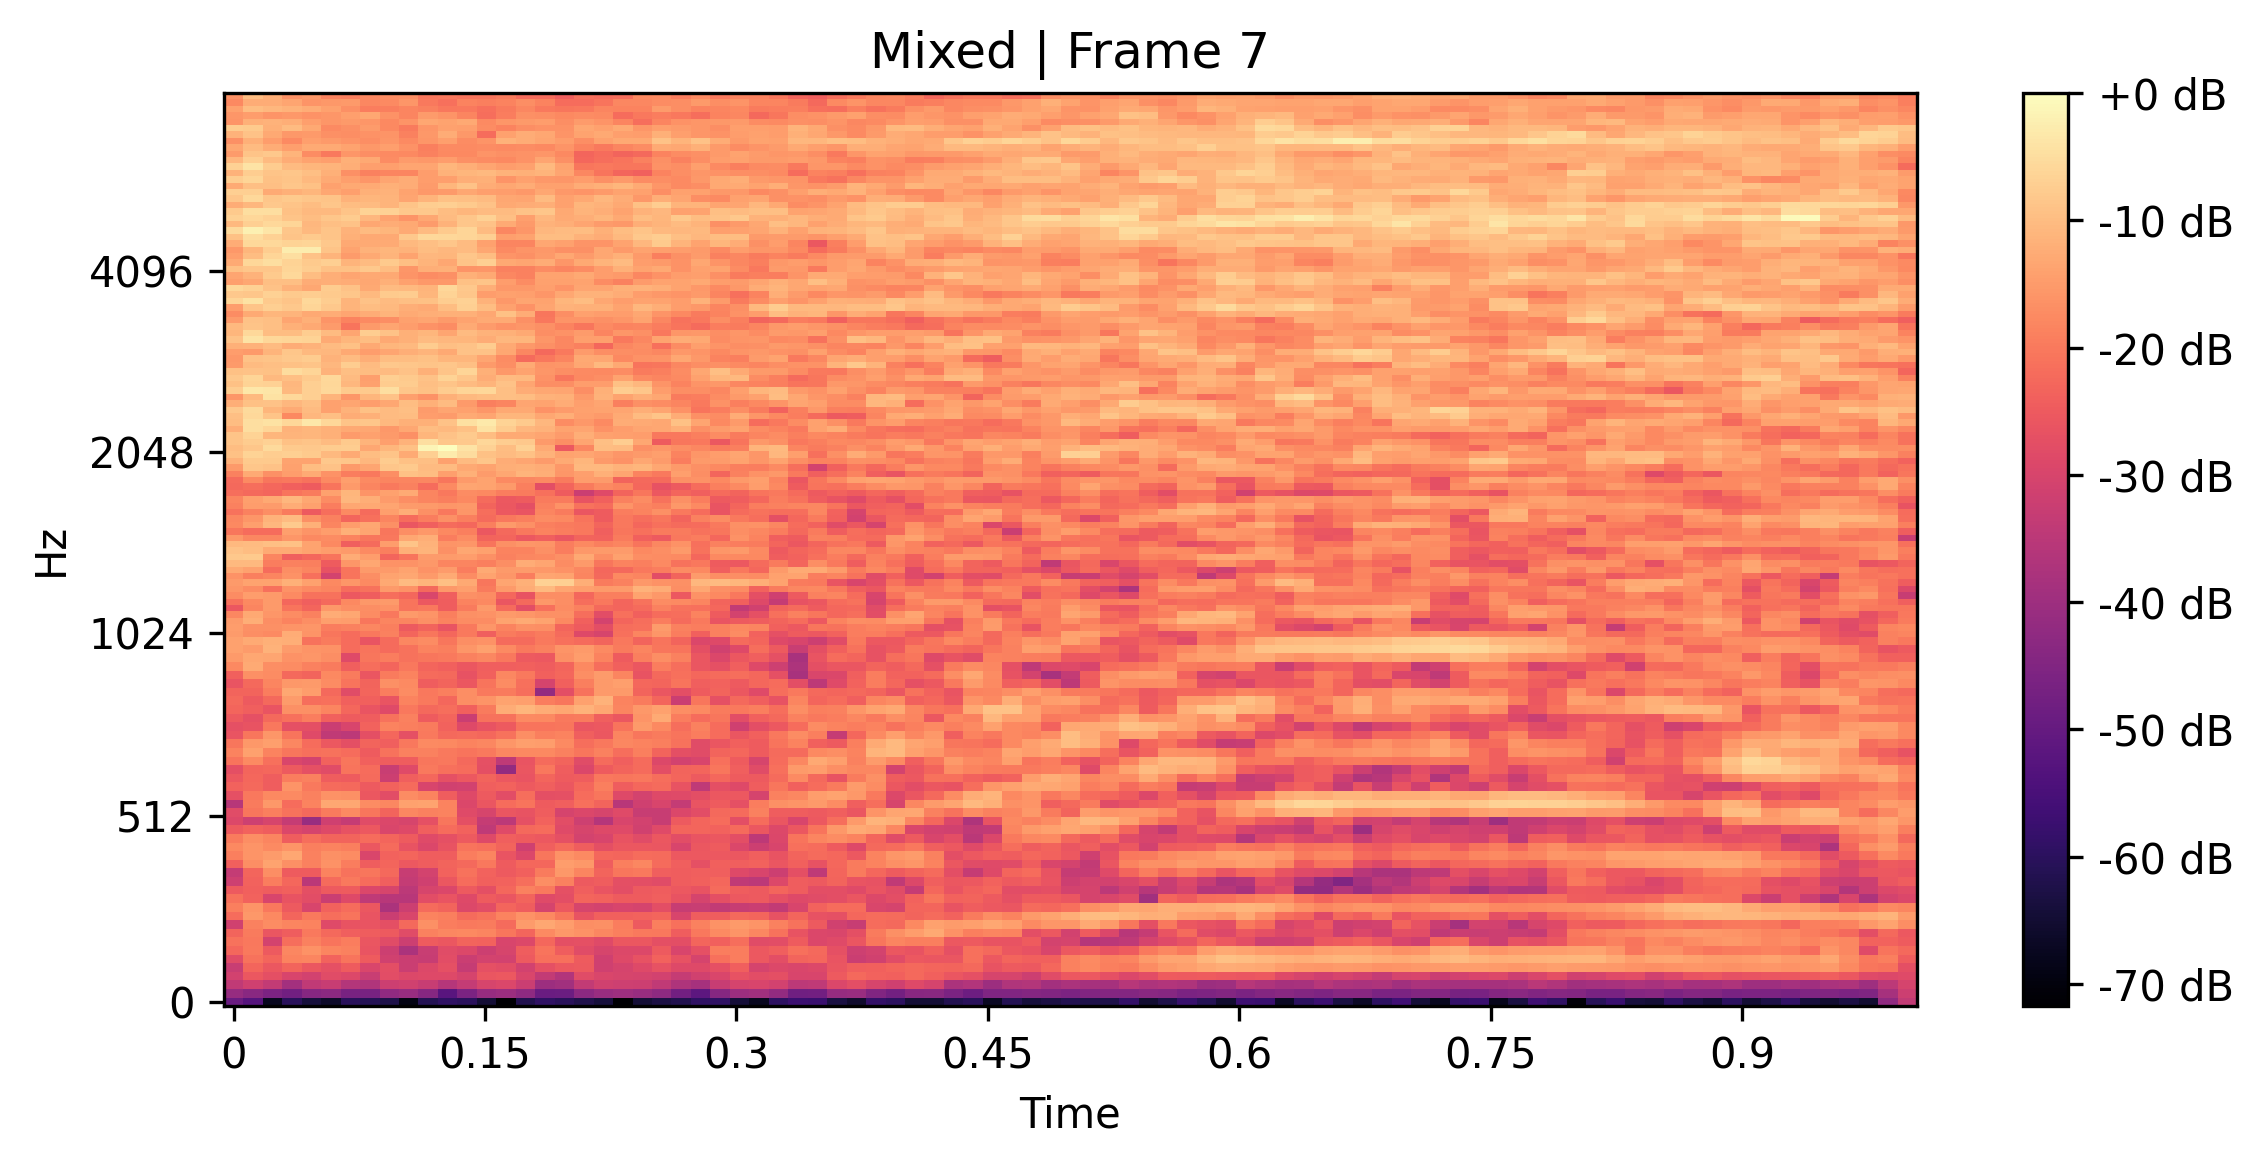 Mixed | Frame 7
+0 dB
-10 dB
-20 dB
-30 dB
-40 dB
-50 dB
-60 dB
-70 dB
Hz
4096
2048
1024
512
0
0
0.15
0.3
0.45
0.6
0.75
0.9
Time